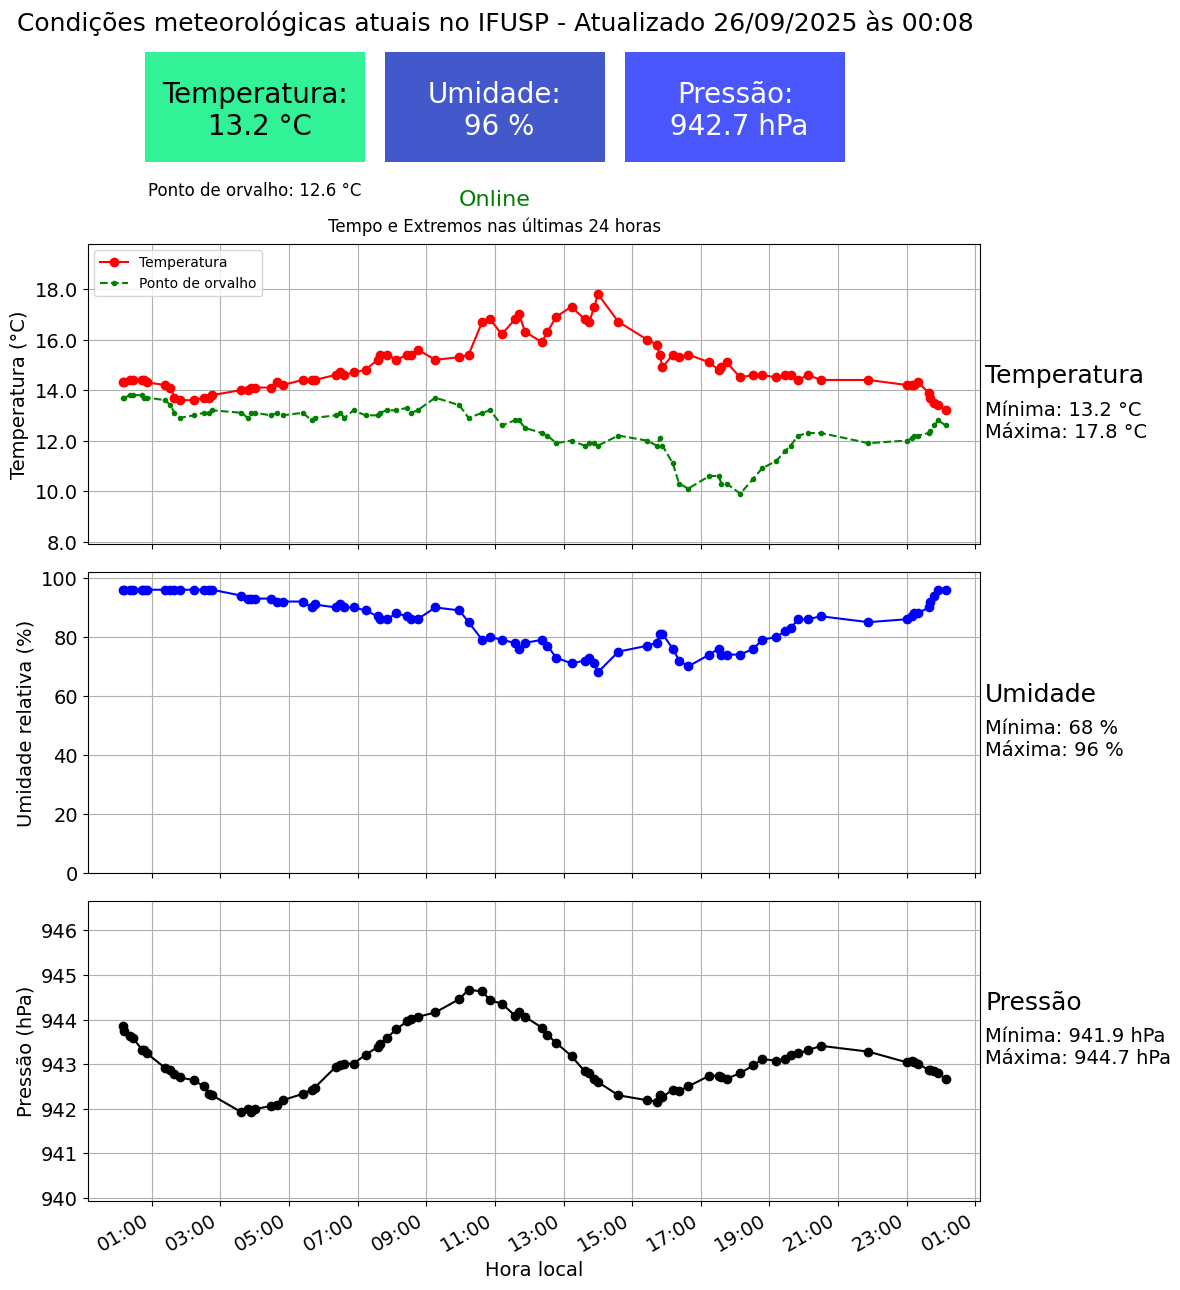 Condições meteorológicas atuais no IFUSP - Atualizado 26/09/2025 às 00:08
Temperatura:
13.2 °C
Umidade:
96 %
Pressão:
942.7 hPa
Ponto de orvalho: 12.6 °C
Online
Tempo e Extremos nas últimas 24 horas
Temperatura
Ponto de orvalho
Temperatura (°C)
18.0
16.0
14.0
12.0
10.0
8.0
Temperatura
Mínima: 13.2 °C
Máxima: 17.8 °C
Umidade relativa (%)
100
80
60
40
20
0
Umidade
Mínima: 68 %
Máxima: 96 %
Pressão (hPa)
946
945
944
943
942
941
940
Pressão
Mínima: 941.9 hPa
Máxima: 944.7 hPa
01:00 03:00 05:00 07:00 09:00 11:00 13:00 15:00 17:00 19:00 21:00 23:00 01:00
Hora local